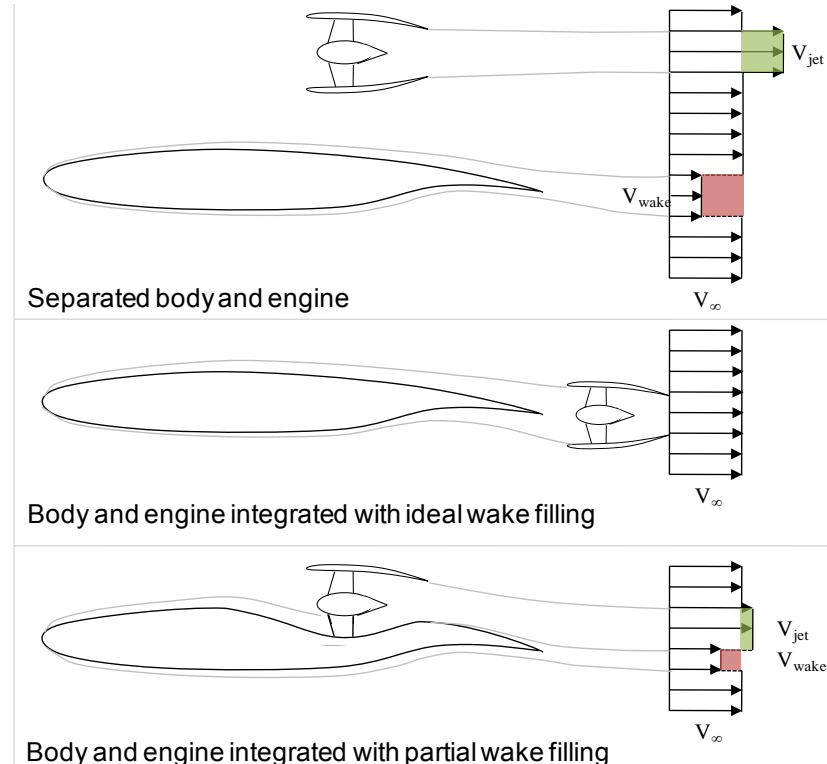 V_jet
V_wake
Separated body and engine
V_∞
V_∞
Body and engine integrated with ideal wake filling
V_jet
V_wake
V_∞
Body and engine integrated with partial wake filling